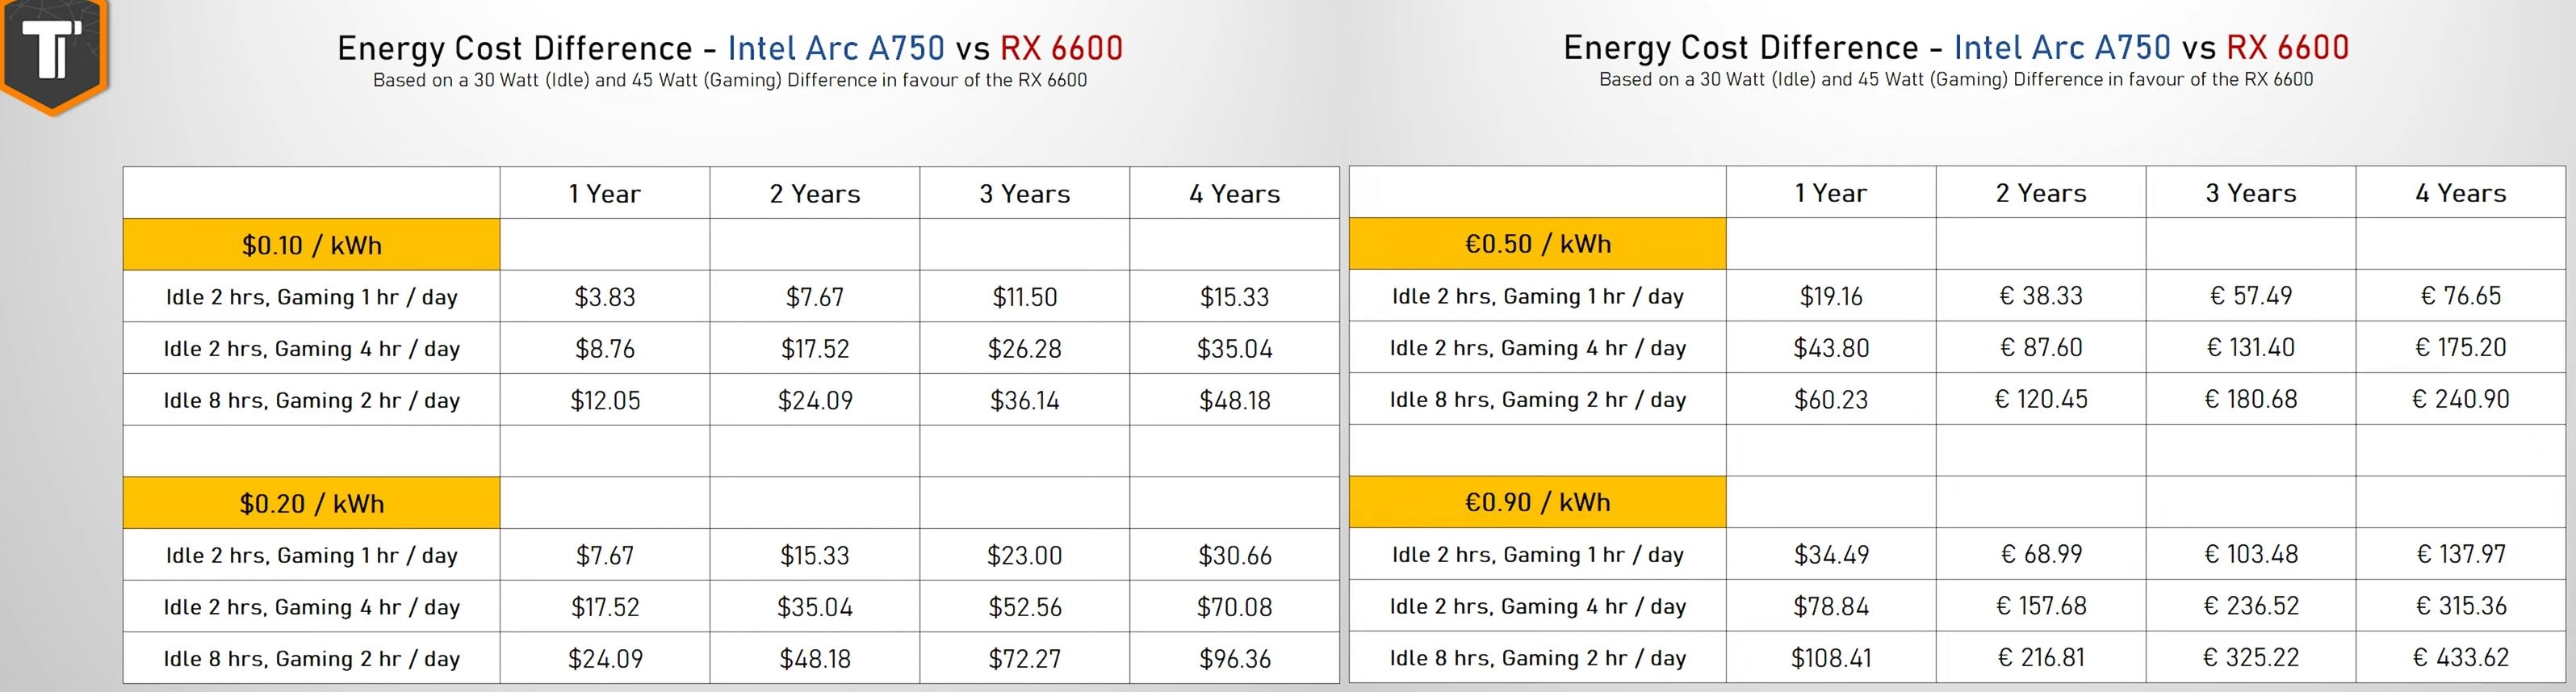 Energy Cost Difference - Intel Arc A750 vs RX 6600
Based on a 30 Watt (Idle) and 45 Watt (Gaming) Difference in favour of the RX 6600
1 Year 2 Years 3 Years 4 Years
$0.10 / kWh
Idle 2 hrs, Gaming 1 hr / day $3.83 $7.67 $11.50 $15.33
Idle 2 hrs, Gaming 4 hr / day $8.76 $17.52 $26.28 $35.04
Idle 8 hrs, Gaming 2 hr / day $12.05 $24.09 $36.14 $48.18
$0.20 / kWh
Idle 2 hrs, Gaming 1 hr / day $7.67 $15.33 $23.00 $30.66
Idle 2 hrs, Gaming 4 hr / day $17.52 $35.04 $52.56 $70.08
Idle 8 hrs, Gaming 2 hr / day $24.09 $48.18 $72.27 $96.36
Energy Cost Difference - Intel Arc A750 vs RX 6600
Based on a 30 Watt (Idle) and 45 Watt (Gaming) Difference in favour of the RX 6600
1 Year 2 Years 3 Years 4 Years
€0.50 / kWh
Idle 2 hrs, Gaming 1 hr / day $19.16 € 38.33 € 57.49 € 76.65
Idle 2 hrs, Gaming 4 hr / day $43.80 € 87.60 € 131.40 € 175.20
Idle 8 hrs, Gaming 2 hr / day $60.23 € 120.45 € 180.68 € 240.90
€0.90 / kWh
Idle 2 hrs, Gaming 1 hr / day $34.49 € 68.99 € 103.48 € 137.97
Idle 2 hrs, Gaming 4 hr / day $78.84 € 157.68 € 236.52 € 315.36
Idle 8 hrs, Gaming 2 hr / day $108.41 € 216.81 € 325.22 € 433.62